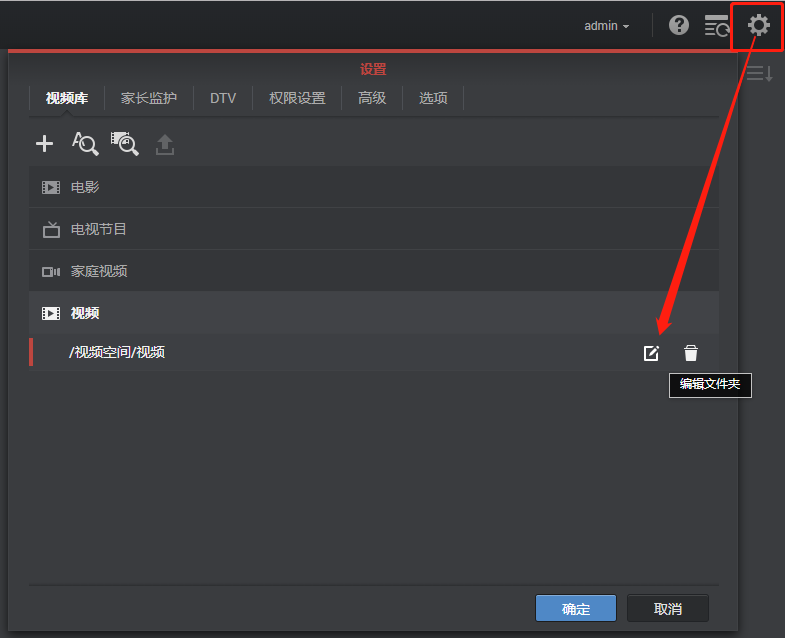 admin
设置
视频库 家长监护 DTV 权限设置 高级 选项
电影
电视节目
家庭视频
视频
/视频空间/视频
编辑文件夹
确定 取消